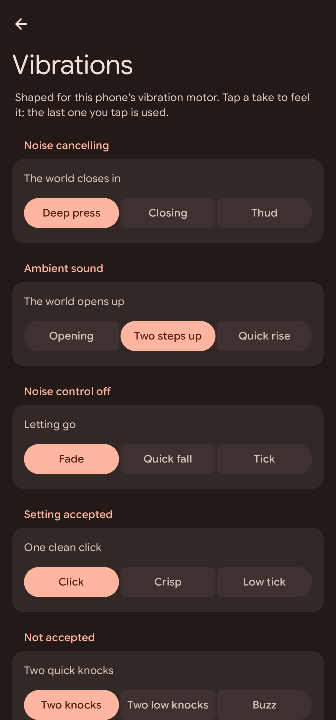 Vibrations
Shaped for this phone's vibration motor. Tap a take to feel
it; the last one you tap is used.
Noise cancelling
The world closes in
Deep press Closing Thud
Ambient sound
The world opens up
Opening Two steps up Quick rise
Noise control off
Letting go
Fade Quick fall Tick
Setting accepted
One clean click
Click Crisp Low tick
Not accepted
Two quick knocks
Two knocks Two low knocks Buzz